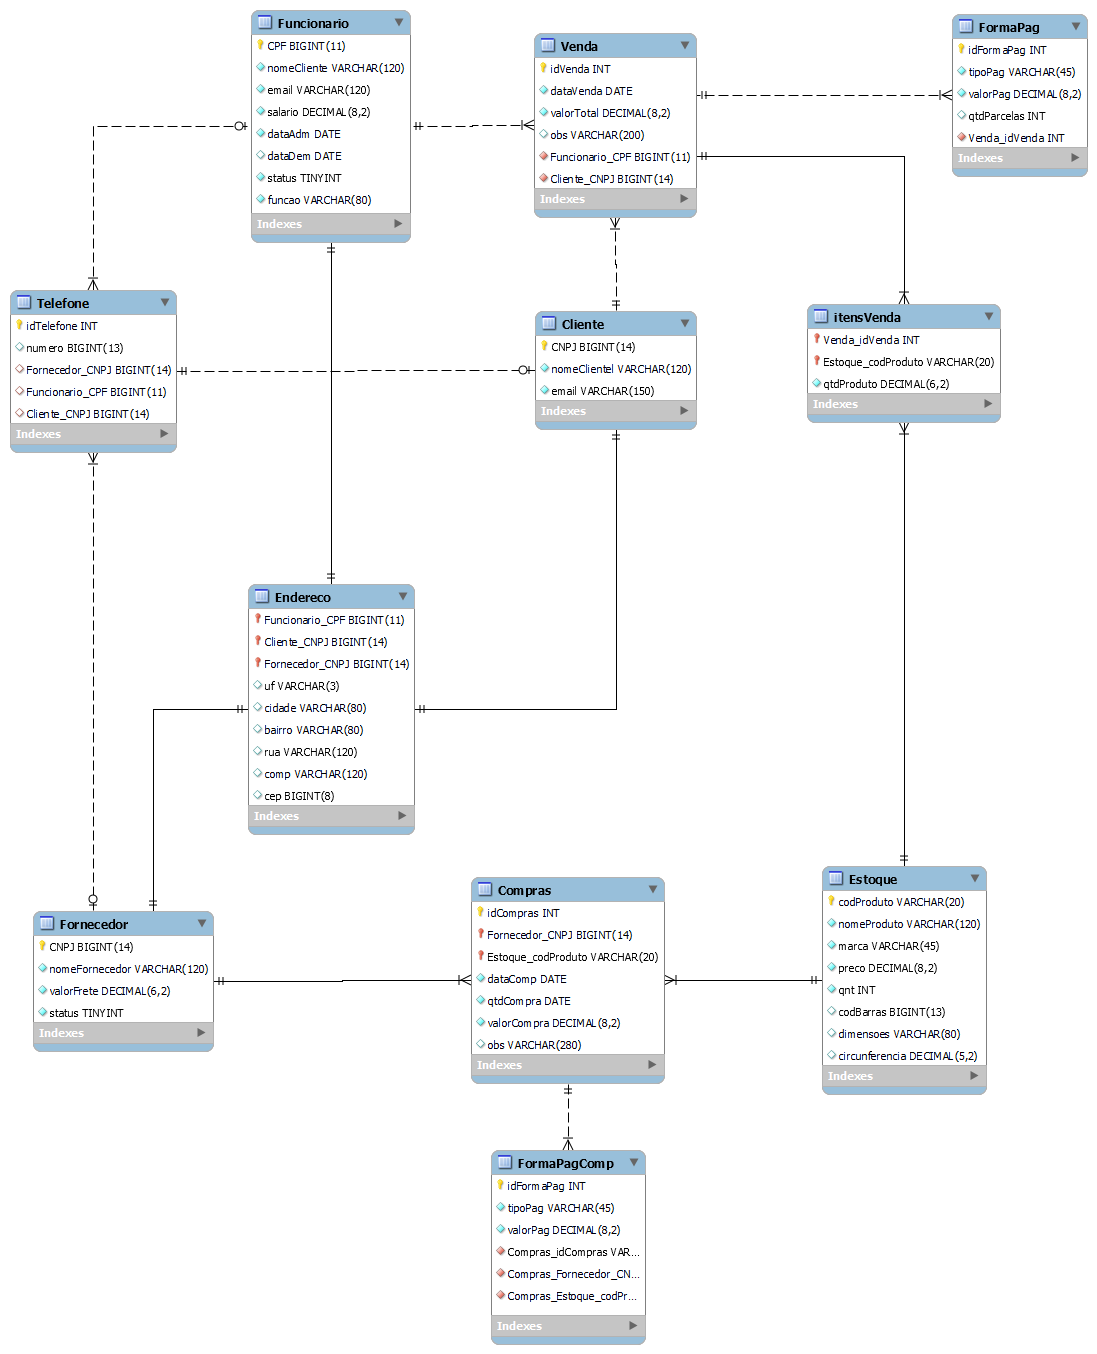 Funcionario
CPF BIGINT(11)
nomeCliente VARCHAR(120)
email VARCHAR(120)
salario DECIMAL(8,2)
dataAdm DATE
dataDem DATE
status TINYINT
funcao VARCHAR(80)
Indexes
Venda
idVenda INT
dataVenda DATE
valorTotal DECIMAL(8,2)
obs VARCHAR(200)
Funcionario_CPF BIGINT(11)
Cliente_CNPJ BIGINT(14)
Indexes
FormaPag
idFormaPag INT
tipoPag VARCHAR(45)
valorPag DECIMAL(8,2)
qtdParcelas INT
Venda_idVenda INT
Indexes
Telefone
idTelefone INT
numero BIGINT(13)
Fornecedor_CNPJ BIGINT(14)
Funcionario_CPF BIGINT(11)
Cliente_CNPJ BIGINT(14)
Indexes
Cliente
CNPJ BIGINT(14)
nomeClientel VARCHAR(120)
email VARCHAR(150)
Indexes
itensVenda
Venda_idVenda INT
Estoque_codProduto VARCHAR(20)
qtdProduto DECIMAL(6,2)
Indexes
Endereco
Funcionario_CPF BIGINT(11)
Cliente_CNPJ BIGINT(14)
Fornecedor_CNPJ BIGINT(14)
uf VARCHAR(3)
cidade VARCHAR(80)
bairro VARCHAR(80)
rua VARCHAR(120)
comp VARCHAR(120)
cep BIGINT(8)
Indexes
Fornecedor
CNPJ BIGINT(14)
nomeFornecedor VARCHAR(120)
valorFrete DECIMAL(6,2)
status TINYINT
Indexes
Compras
idCompras INT
Fornecedor_CNPJ BIGINT(14)
Estoque_codProduto VARCHAR(20)
dataComp DATE
qtdCompra DATE
valorCompra DECIMAL(8,2)
obs VARCHAR(280)
Indexes
Estoque
codProduto VARCHAR(20)
nomeProduto VARCHAR(120)
marca VARCHAR(45)
preco DECIMAL(8,2)
qnt INT
codBarras BIGINT(13)
dimensoes VARCHAR(80)
circunferencia DECIMAL(5,2)
Indexes
FormaPagComp
idFormaPag INT
tipoPag VARCHAR(45)
valorPag DECIMAL(8,2)
Compras_idCompras VAR...
Compras_Fornecedor_CN...
Compras_Estoque_codPr...
Indexes